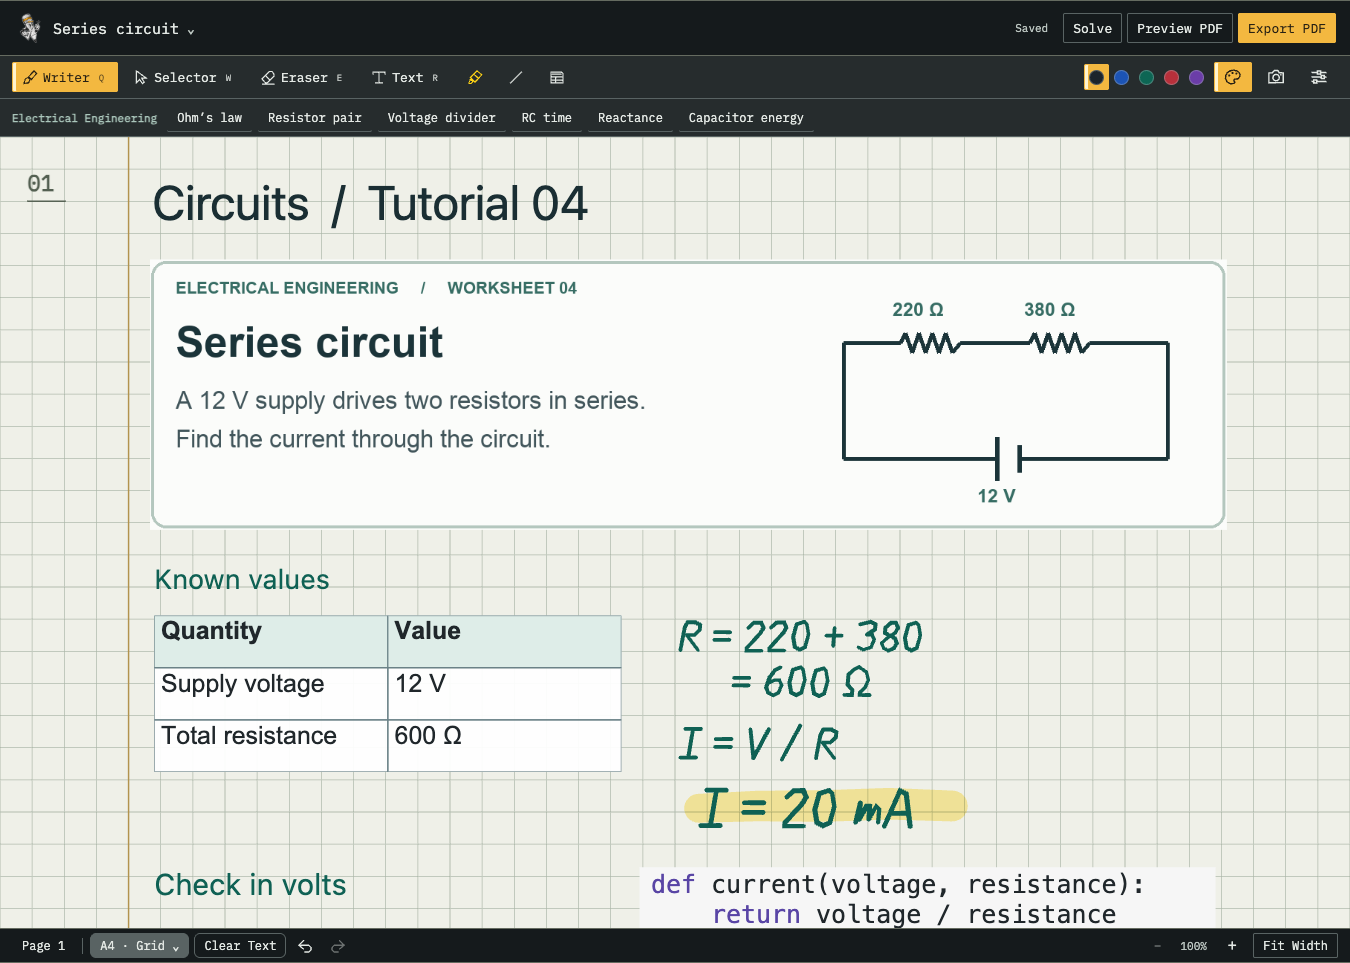 Series circuit
Saved
Solve
Preview PDF
Export PDF
Writer Q
Selector W
Eraser E
Text R
Electrical Engineering
Ohm's law
Resistor pair
Voltage divider
RC time
Reactance
Capacitor energy
01
Circuits / Tutorial 04
ELECTRICAL ENGINEERING / WORKSHEET 04
Series circuit
A 12 V supply drives two resistors in series.
Find the current through the circuit.
220 Ω 380 Ω
12 V
Known values
Quantity Value
Supply voltage 12 V
Total resistance 600 Ω
R = 220 + 380
= 600 Ω
I = V / R
I = 20 mA
Check in volts
def current(voltage, resistance):
return voltage / resistance
Page 1
A4 · Grid
Clear Text
− 100% +
Fit Width